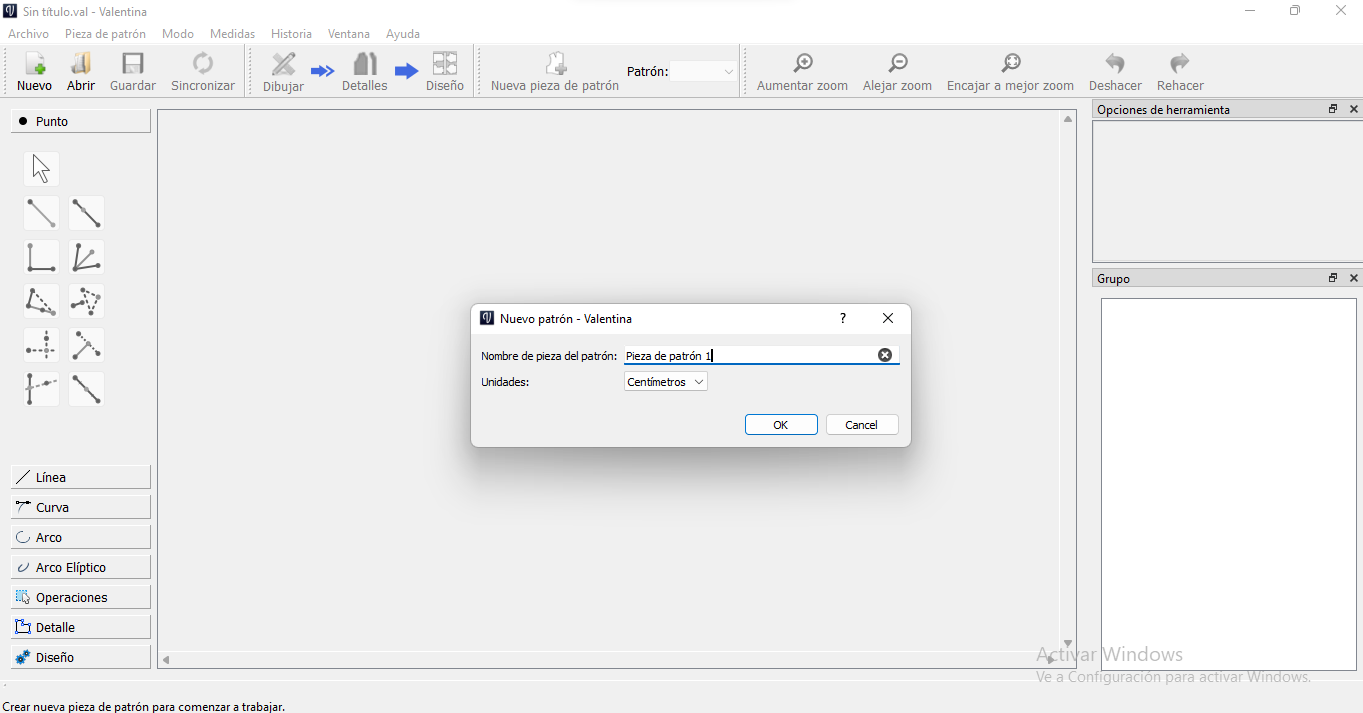 Sin título.val - Valentina
Archivo Pieza de patrón Modo Medidas Historia Ventana Ayuda
Nuevo Abrir Guardar Sincronizar Dibujar Detalles Diseño Nueva pieza de patrón Patrón: Aumentar zoom Alejar zoom Encajar a mejor zoom Deshacer Rehacer
Punto
Opciones de herramienta
Grupo
Nuevo patrón - Valentina ?
Nombre de pieza del patrón: Pieza de patrón 1
Unidades: Centímetros
OK Cancel
Línea
Curva
Arco
Arco Elíptico
Operaciones
Detalle
Diseño
Activar Windows
Ve a Configuración para activar Windows.
Crear nueva pieza de patrón para comenzar a trabajar.